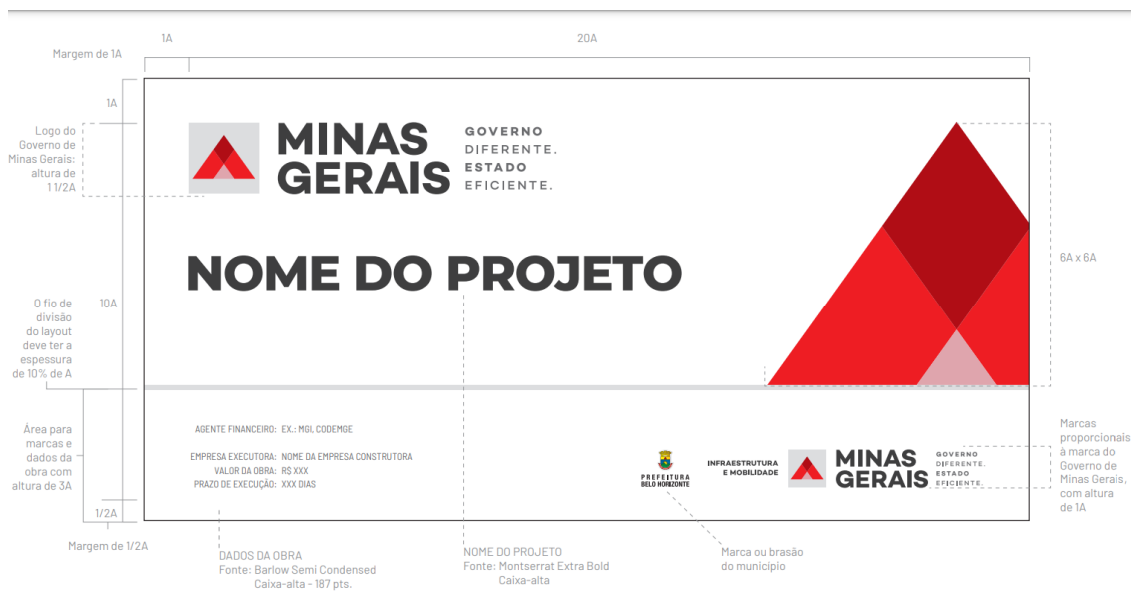 1A
20A
Margem de 1A
1A
Logo do
Governo de
Minas Gerais:
altura de
1 1/2A
MINAS
GERAIS
GOVERNO
DIFERENTE.
ESTADO
EFICIENTE.
NOME DO PROJETO
6A x 6A
10A
O fio de
divisão
do layout
deve ter a
espessura
de 10% de A
Área para
marcas e
dados da
obra com
altura de 3A
1/2A
Margem de 1/2A
AGENTE FINANCEIRO: EX.: MGI, CODEMGE
EMPRESA EXECUTORA: NOME DA EMPRESA CONSTRUTORA
VALOR DA OBRA: R$ XXX
PRAZO DE EXECUÇÃO: XXX DIAS
PREFEITURA
BELO HORIZONTE
INFRAESTRUTURA
E MOBILIDADE
MINAS
GERAIS
GOVERNO
DIFERENTE.
ESTADO
EFICIENTE.
Marcas
proporcionais
à marca do
Governo de
Minas Gerais,
com altura
de 1A
DADOS DA OBRA
Fonte: Barlow Semi Condensed
Caixa-alta - 187 pts.
NOME DO PROJETO
Fonte: Montserrat Extra Bold
Caixa-alta
Marca ou brasão
do município